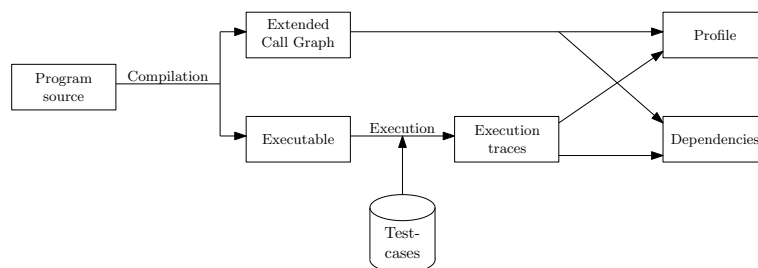 Extended
Call Graph
Profile
Program
source
Compilation
Executable
Execution
Execution
traces
Dependencies
Test-
cases